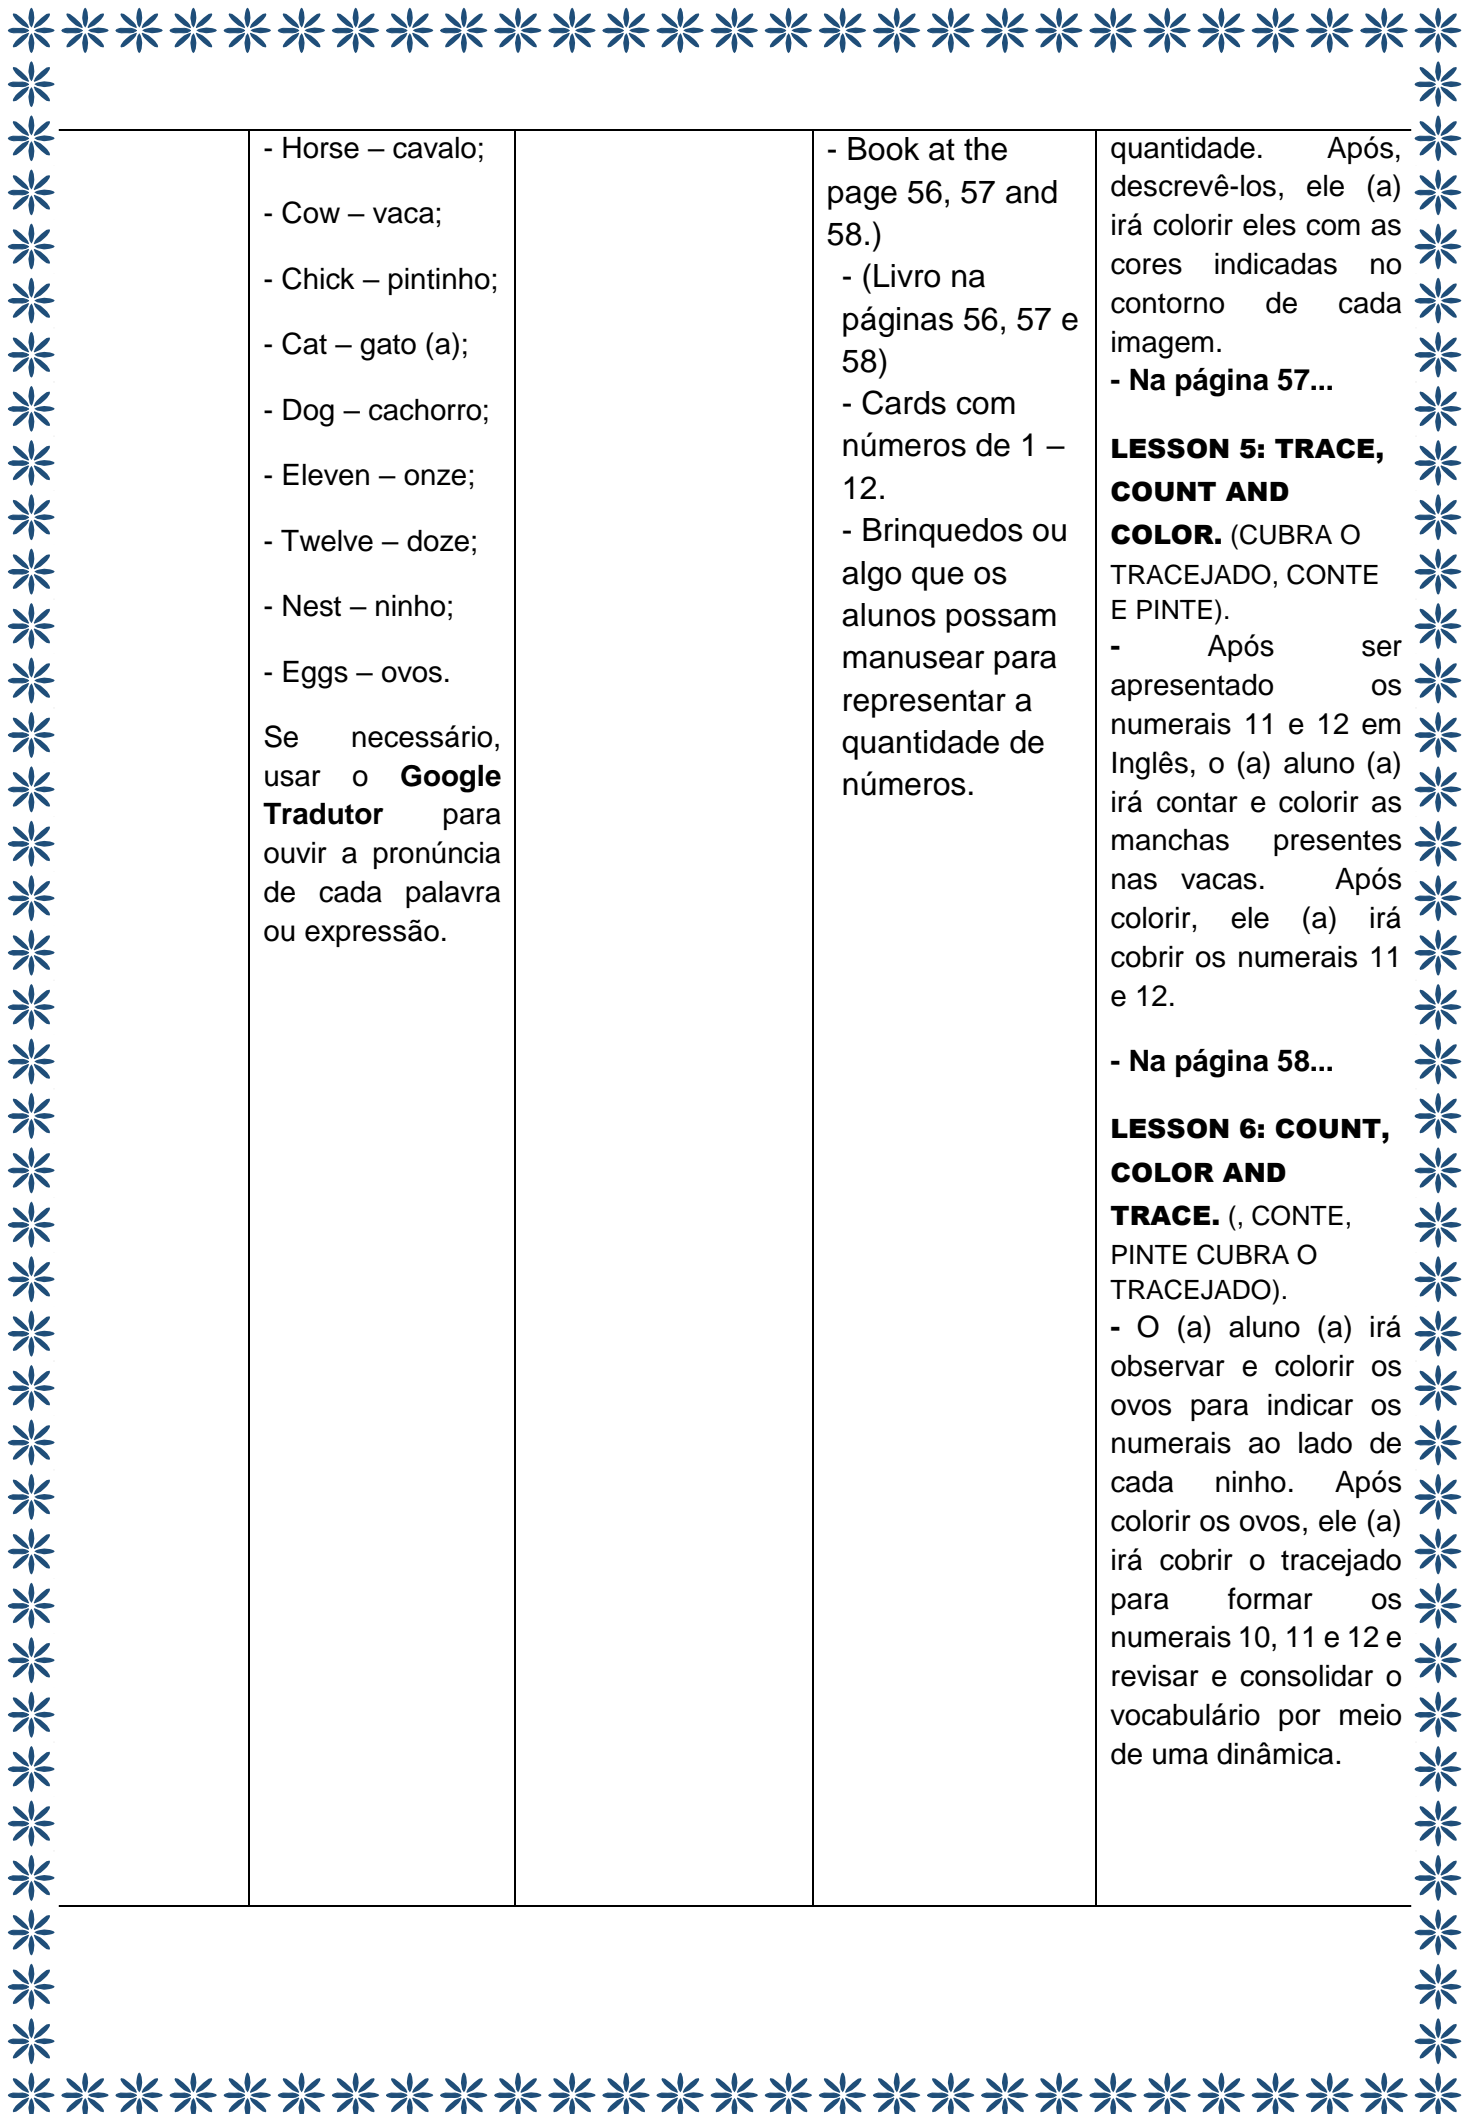 - Horse – cavalo;
- Cow – vaca;
- Chick – pintinho;
- Cat – gato (a);
- Dog – cachorro;
- Eleven – onze;
- Twelve – doze;
- Nest – ninho;
- Eggs – ovos.
Se necessário,
usar o Google
Tradutor para
ouvir a pronúncia
de cada palavra
ou expressão.
- Book at the
page 56, 57 and
58.)
- (Livro na
páginas 56, 57 e
58)
- Cards com
números de 1 –
12.
- Brinquedos ou
algo que os
alunos possam
manusear para
representar a
quantidade de
números.
quantidade. Após,
descrevê-los, ele (a)
irá colorir eles com as
cores indicadas no
contorno de cada
imagem.
- Na página 57...
LESSON 5: TRACE,
COUNT AND
COLOR. (CUBRA O
TRACEJADO, CONTE
E PINTE).
- Após ser
apresentado os
numerais 11 e 12 em
Inglês, o (a) aluno (a)
irá contar e colorir as
manchas presentes
nas vacas. Após
colorir, ele (a) irá
cobrir os numerais 11
e 12.
- Na página 58...
LESSON 6: COUNT,
COLOR AND
TRACE. (, CONTE,
PINTE CUBRA O
TRACEJADO).
- O (a) aluno (a) irá
observar e colorir os
ovos para indicar os
numerais ao lado de
cada ninho. Após
colorir os ovos, ele (a)
irá cobrir o tracejado
para formar os
numerais 10, 11 e 12 e
revisar e consolidar o
vocabulário por meio
de uma dinâmica.